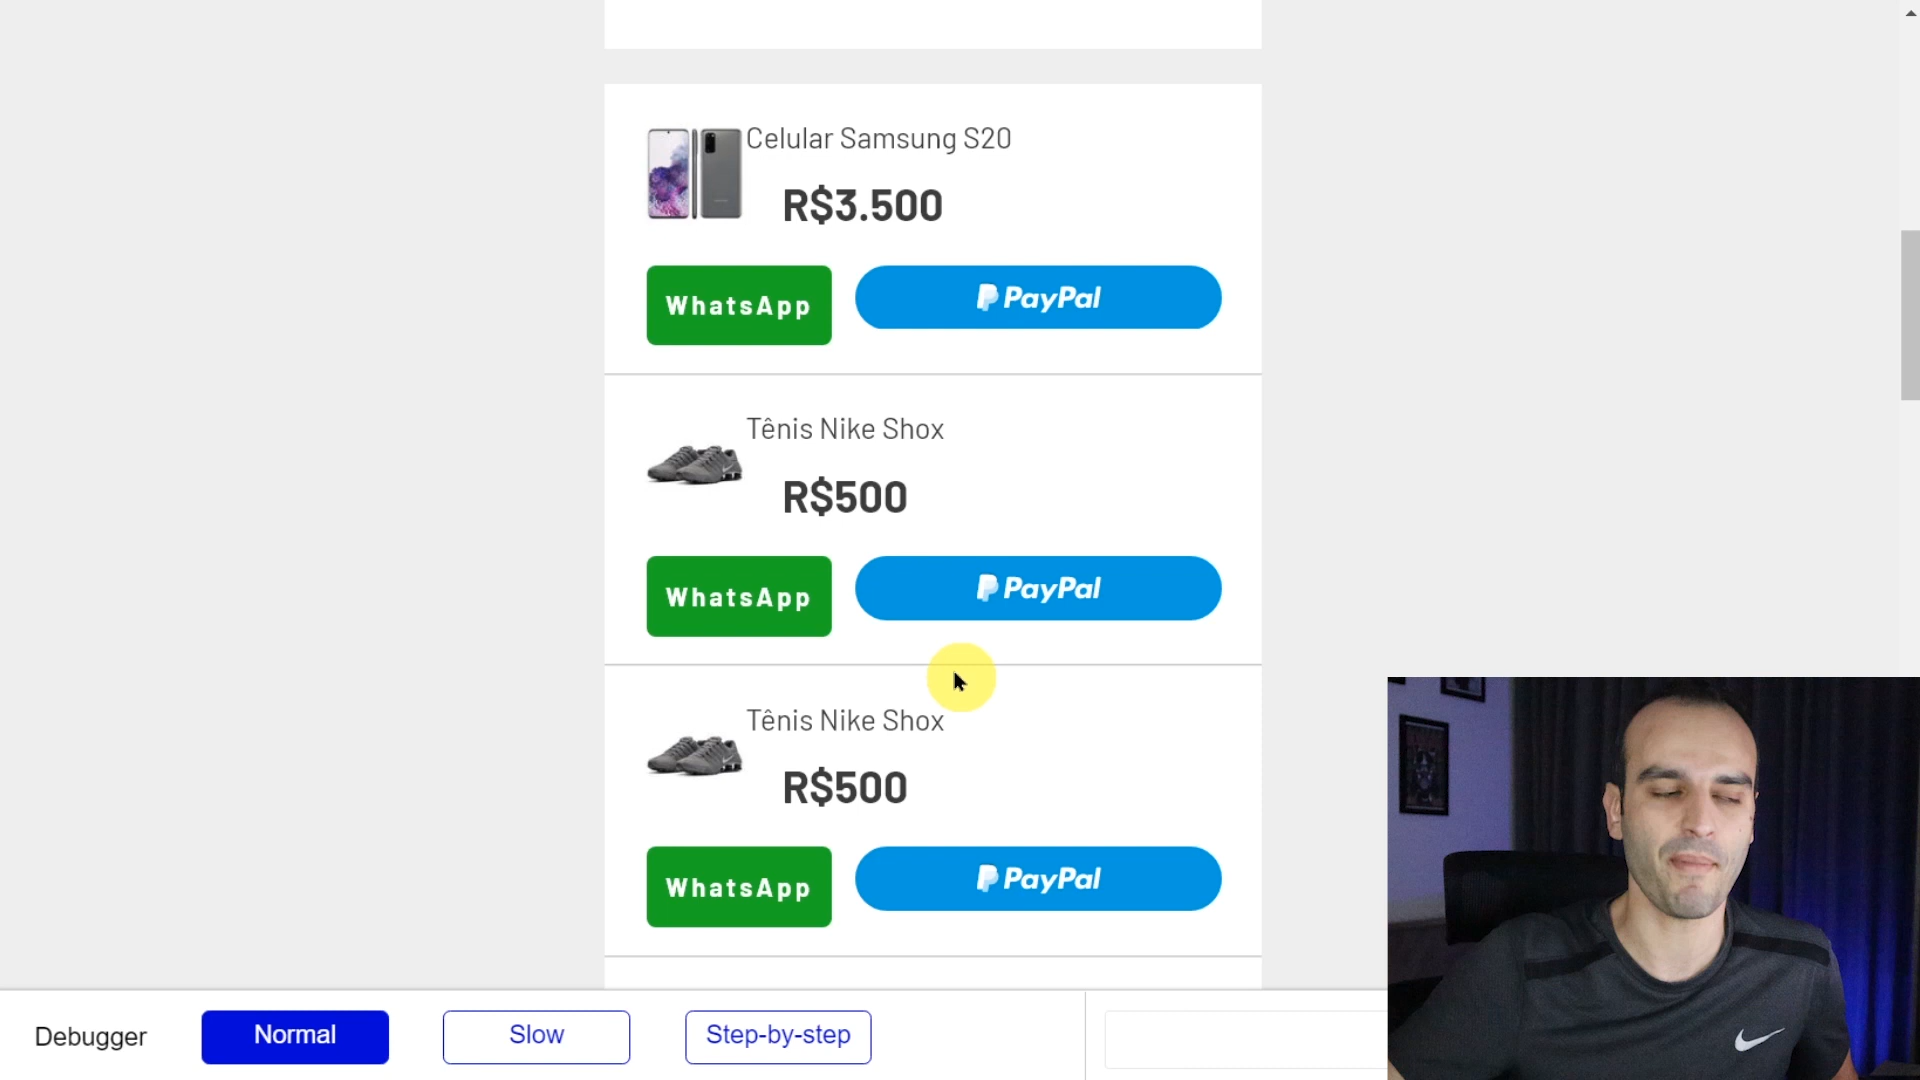 Celular Samsung S20
R$3.500
WhatsApp
PayPal
Tênis Nike Shox
R$500
WhatsApp
PayPal
Tênis Nike Shox
R$500
WhatsApp
PayPal
Debugger
Normal
Slow
Step-by-step